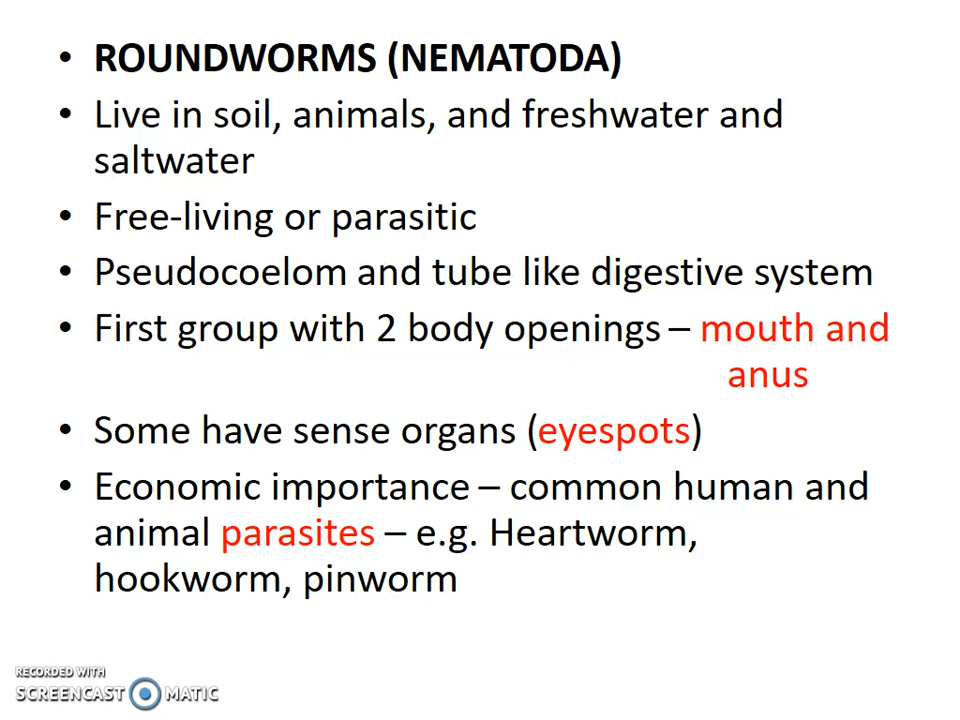 • ROUNDWORMS (NEMATODA)
• Live in soil, animals, and freshwater and
saltwater
• Free-living or parasitic
• Pseudocoelom and tube like digestive system
• First group with 2 body openings – mouth and
anus
• Some have sense organs (eyespots)
• Economic importance – common human and
animal parasites – e.g. Heartworm,
hookworm, pinworm
RECORDED WITH
SCREENCAST MATIC